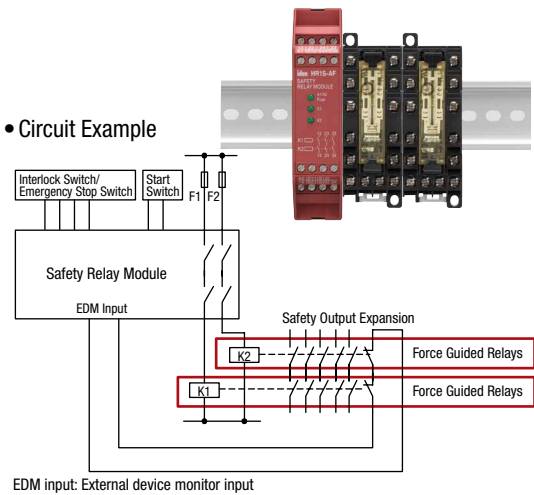 idec HR1S-AF
SAFETY
RELAY MODULE
• Circuit Example
Interlock Switch/
Emergency Stop Switch
Start
Switch
F1 F2
Safety Relay Module
EDM Input
Safety Output Expansion
K2
Force Guided Relays
K1
Force Guided Relays
EDM input: External device monitor input